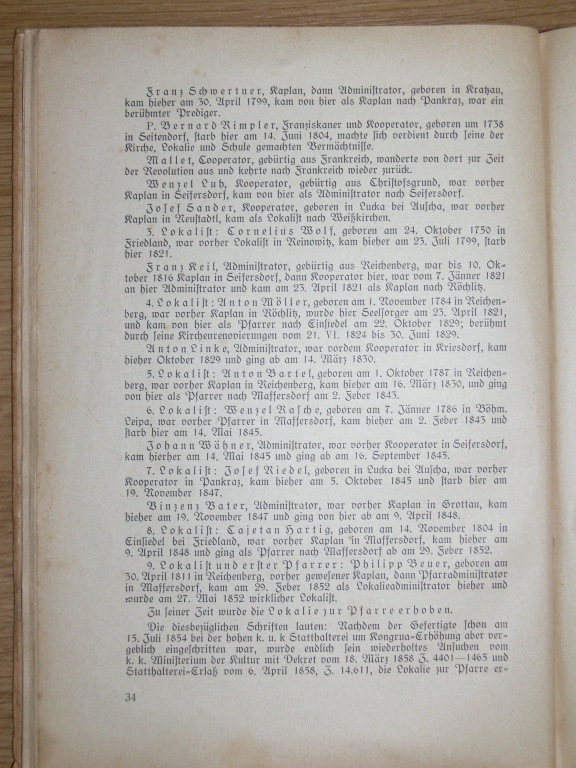 Franz Schwertner, Kaplan, dann Administrator, geboren in Kratzau,
kam hieher am 30. April 1799, kam von hier als Kaplan nach Pankraz, war ein
berühmter Prediger.
P. Bernard Rimpler, Franziskaner und Kooperator, geboren um 1738
in Seitendorf, starb hier am 14. Juni 1804, machte sich verdient durch seine der
Kirche, Lokalie und Schule gemachten Vermächtnisse.
Mallet, Cooperator, gebürtig aus Frankreich, wanderte von dort zur Zeit
der Revolution aus und kehrte nach Frankreich wieder zurück.
Wenzel Luh, Kooperator, gebürtig aus Christofsgrund, war vorher
Kaplan in Seifersdorf, kam von hier als Administrator nach Seifersdorf.
Josef Sander, Kooperator, geboren in Lucka bei Auscha, war vorher
Kaplan in Neustadtl, kam als Lokalist nach Weißkirchen.
3. Lokalist: Cornelius Wolf, geboren am 24. Oktober 1750 in
Friedland, war vorher Lokalist in Reinowitz, kam hieher am 23. Juli 1799, starb
hier 1821.
Franz Keil, Administrator, gebürtig aus Reichenberg, war bis 10. Ok-
tober 1816 Kaplan in Seifersdorf, dann Kooperator hier, war vom 7. Jänner 1821
an hier Administrator und kam am 23. April 1821 als Kaplan nach Röchlitz.
4. Lokalist: Anton Möller, geboren am 1. November 1784 in Reichen-
berg, war vorher Kaplan in Röchlitz, wurde hier Seelsorger am 23. April 1821,
und kam von hier als Pfarrer nach Einsiedel am 22. Oktober 1829; berühmt
durch seine Kirchenrenovierungen vom 21. VI. 1824 bis 30. Juni 1829.
Anton Linke, Administrator, war vordem Kooperator in Kriesdorf, kam
hieher Oktober 1829 und ging ab am 14. März 1830.
5. Lokalist: Anton Bartel, geboren am 1. Oktober 1787 in Reichen-
berg, war vorher Kaplan in Reichenberg, kam hieher am 16. März 1830, und ging
von hier als Pfarrer nach Maffersdorf am 2. Feber 1843.
6. Lokalist: Wenzel Rasche, geboren am 7. Jänner 1786 in Böhm.
Leipa, war vorher Pfarrer in Maffersdorf, kam hieher am 2. Feber 1843 und
starb hier am 14. Mai 1845.
Johann Wähner, Administrator, war vorher Kooperator in Seifersdorf,
kam hierher am 14. Mai 1845 und ging ab am 16. September 1845.
7. Lokalist: Josef Riedel, geboren in Lucka bei Auscha, war vorher
Kooperator in Pankraz, kam hieher am 5. Oktober 1845 und starb hier am
19. November 1847.
Vinzenz Vater, Administrator, war vorher Kaplan in Grottau, kam
hieher am 19. November 1847 und ging von hier ab am 9. April 1848.
8. Lokalist: Cajetan Hartig, geboren am 14. November 1804 in
Einsiedel bei Friedland, war vorher Kaplan in Maffersdorf, kam hieher am
9. April 1848 und ging als Pfarrer nach Maffersdorf ab am 29. Feber 1852.
9. Lokalist und erster Pfarrer: Philipp Beuer, geboren am
30. April 1811 in Reichenberg, vorher gewesener Kaplan, dann Pfarradministrator
in Maffersdorf, kam am 29. Feber 1852 als Lokalieadministrator hieher und
wurde am 27. Mai 1852 wirklicher Lokalist.
Zu seiner Zeit wurde die Lokalie zur Pfarre erhoben.
Die diesbezüglichen Schriften lauten: Nachdem der Gefertigte schon am
15. Juli 1854 bei der hohen k. u. k Statthalterei um Kongrua-Erhöhung aber ver-
geblich eingeschritten war, wurde endlich sein wiederholtes Ansuchen vom
k. k. Ministerium der Kultur mit Dekret vom 18. März 1858 Z. 4401—1465 und
Statthalterei-Erlaß vom 6. April 1858, Z. 14.611, die Lokalie zur Pfarre er-
34